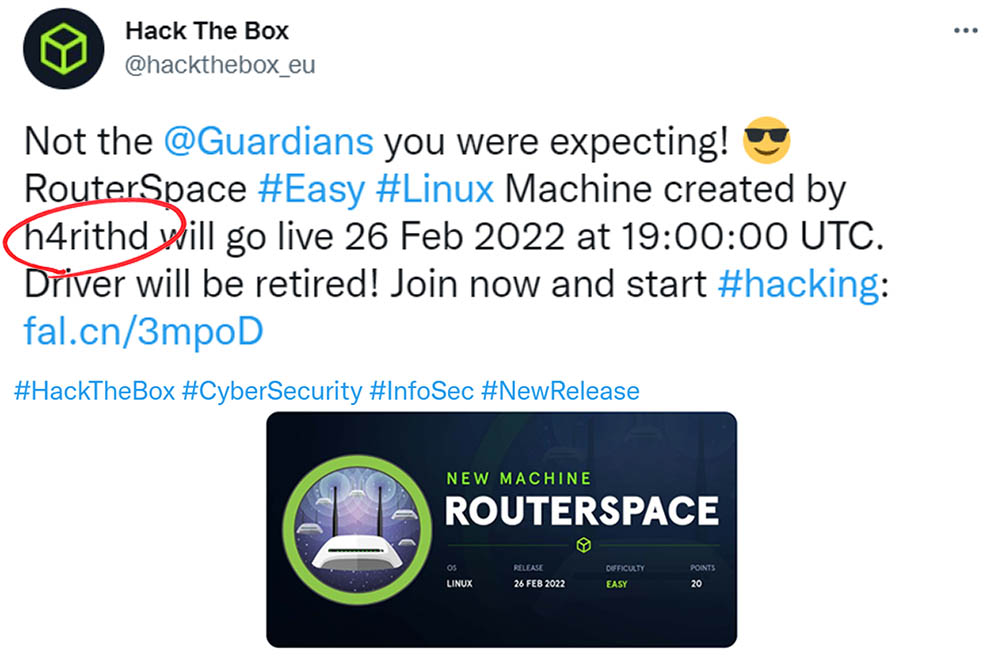 Hack The Box
@hackthebox_eu
Not the @Guardians you were expecting! 😎
RouterSpace #Easy #Linux Machine created by
h4rithd will go live 26 Feb 2022 at 19:00:00 UTC.
Driver will be retired! Join now and start #hacking:
fal.cn/3mpoD
#HackTheBox #CyberSecurity #InfoSec #NewRelease
NEW MACHINE
ROUTERSPACE
OS RELEASE DIFFICULTY POINTS
LINUX 26 FEB 2022 EASY 20